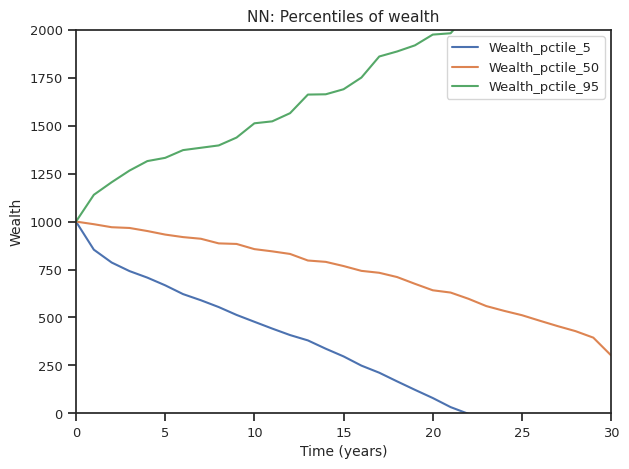 NN: Percentiles of wealth
Wealth_pctile_5
Wealth_pctile_50
Wealth_pctile_95
Wealth
2000
1750
1500
1250
1000
750
500
250
0
0 5 10 15 20 25 30
Time (years)